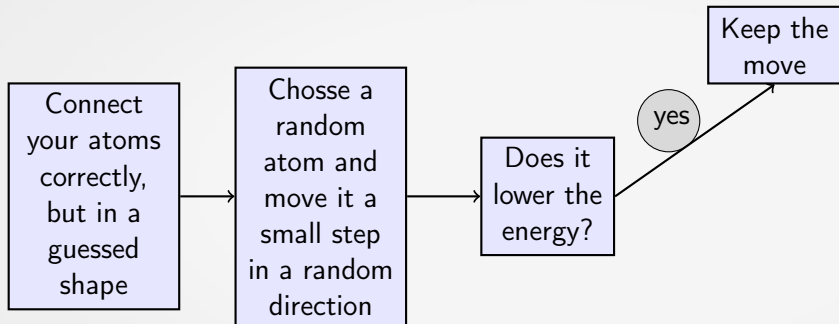 Connect
your atoms
correctly,
but in a
guessed
shape
Chosse a
random
atom and
move it a
small step
in a random
direction
Does it
lower the
energy?
yes
Keep the
move